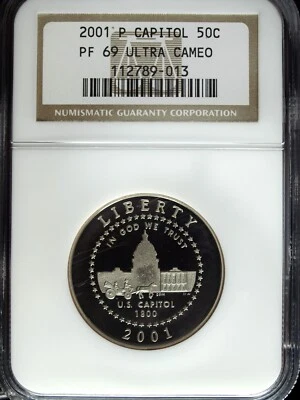 2001 P CAPITOL 50C
PF 69 ULTRA CAMEO
112789-013
NUMISMATIC GUARANTY CORPORATION
LIBERTY
IN GOD WE TRUST
U.S. CAPITOL
1800
2001